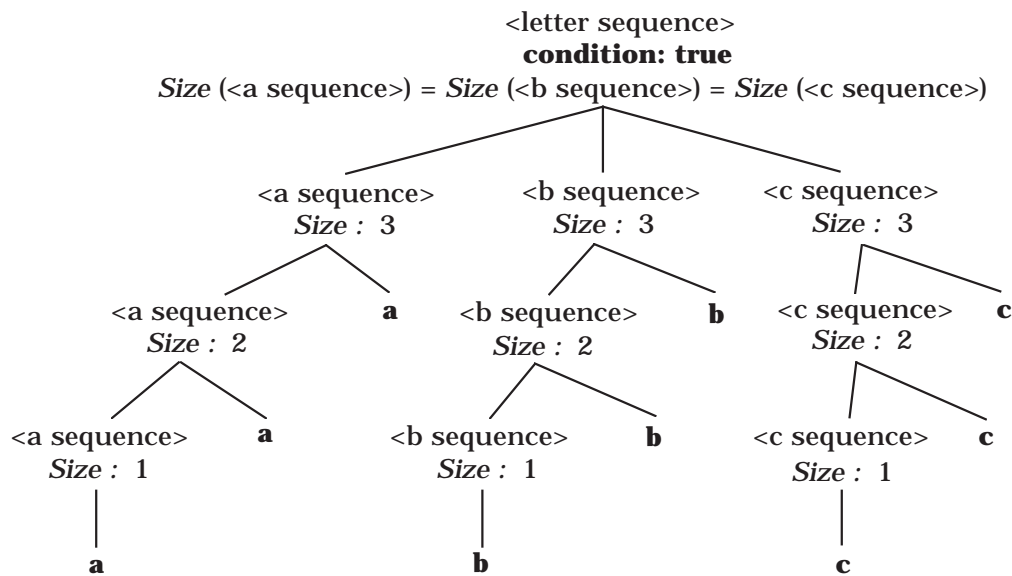 <letter sequence>
condition: true
Size (<a sequence>) = Size (<b sequence>) = Size (<c sequence>)
<a sequence> <b sequence> <c sequence>
Size : 3 Size : 3 Size : 3
<a sequence> a <b sequence> b <c sequence> c
Size : 2 Size : 2 Size : 2
<a sequence> a <b sequence> b <c sequence> c
Size : 1 Size : 1 Size : 1
a b c